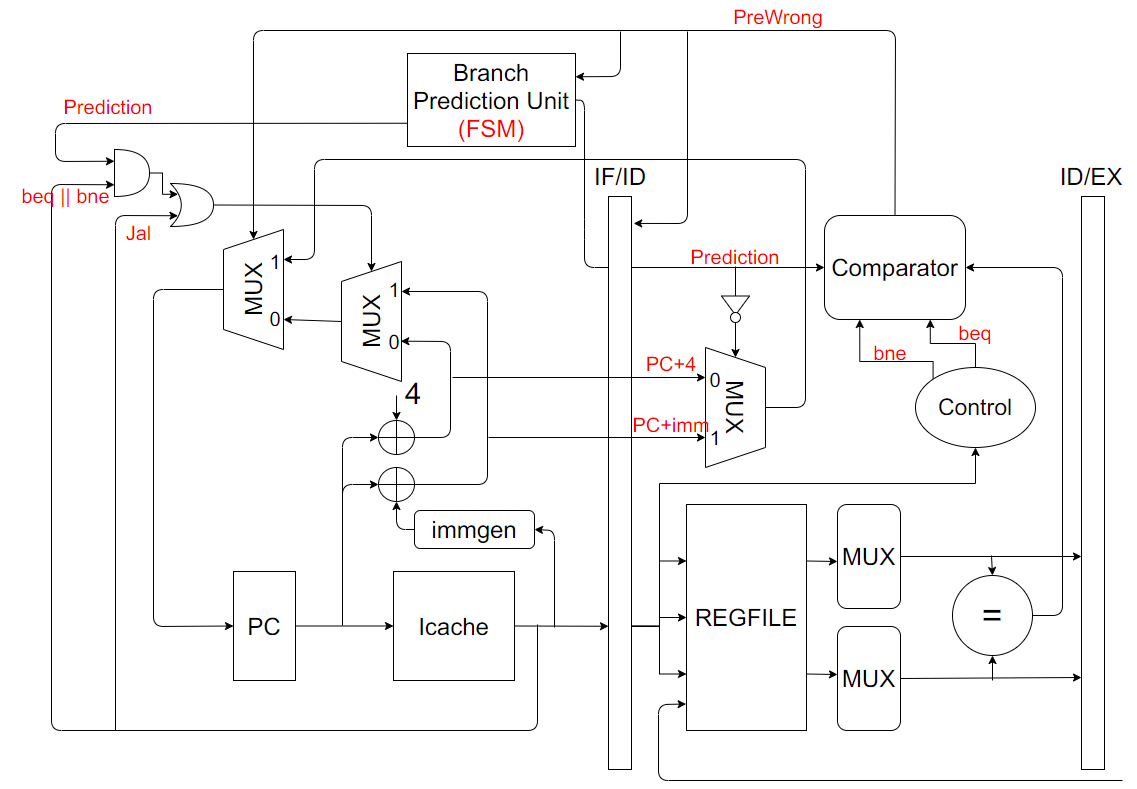 PreWrong
Branch
Prediction Unit
(FSM)
Prediction
beq || bne
Jal
IF/ID
ID/EX
MUX
1
0
MUX
1
0
Prediction
Comparator
bne
beq
Control
4
PC+4
PC+imm
0
1
MUX
immgen
PC
Icache
REGFILE
MUX
MUX
=